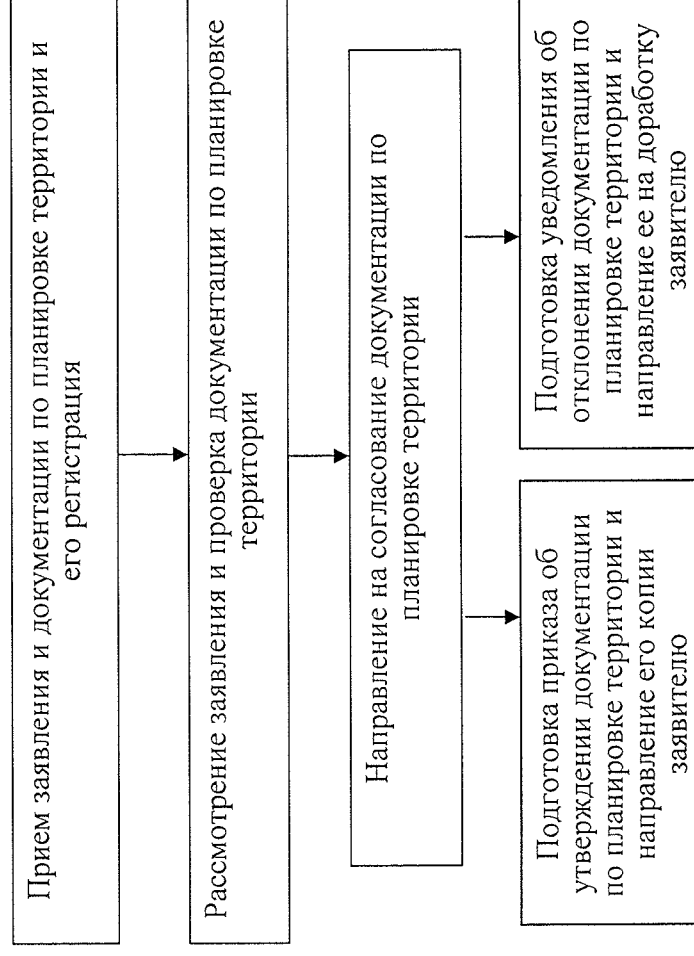 Прием заявления и документации по планировке территории и
его регистрация
Рассмотрение заявления и проверка документации по планировке
территории
Направление на согласование документации по
планировке территории
Подготовка приказа об
утверждении документации
по планировке территории и
направление его копии
заявителю
Подготовка уведомления об
отклонении документации по
планировке территории и
направление ее на доработку
заявителю